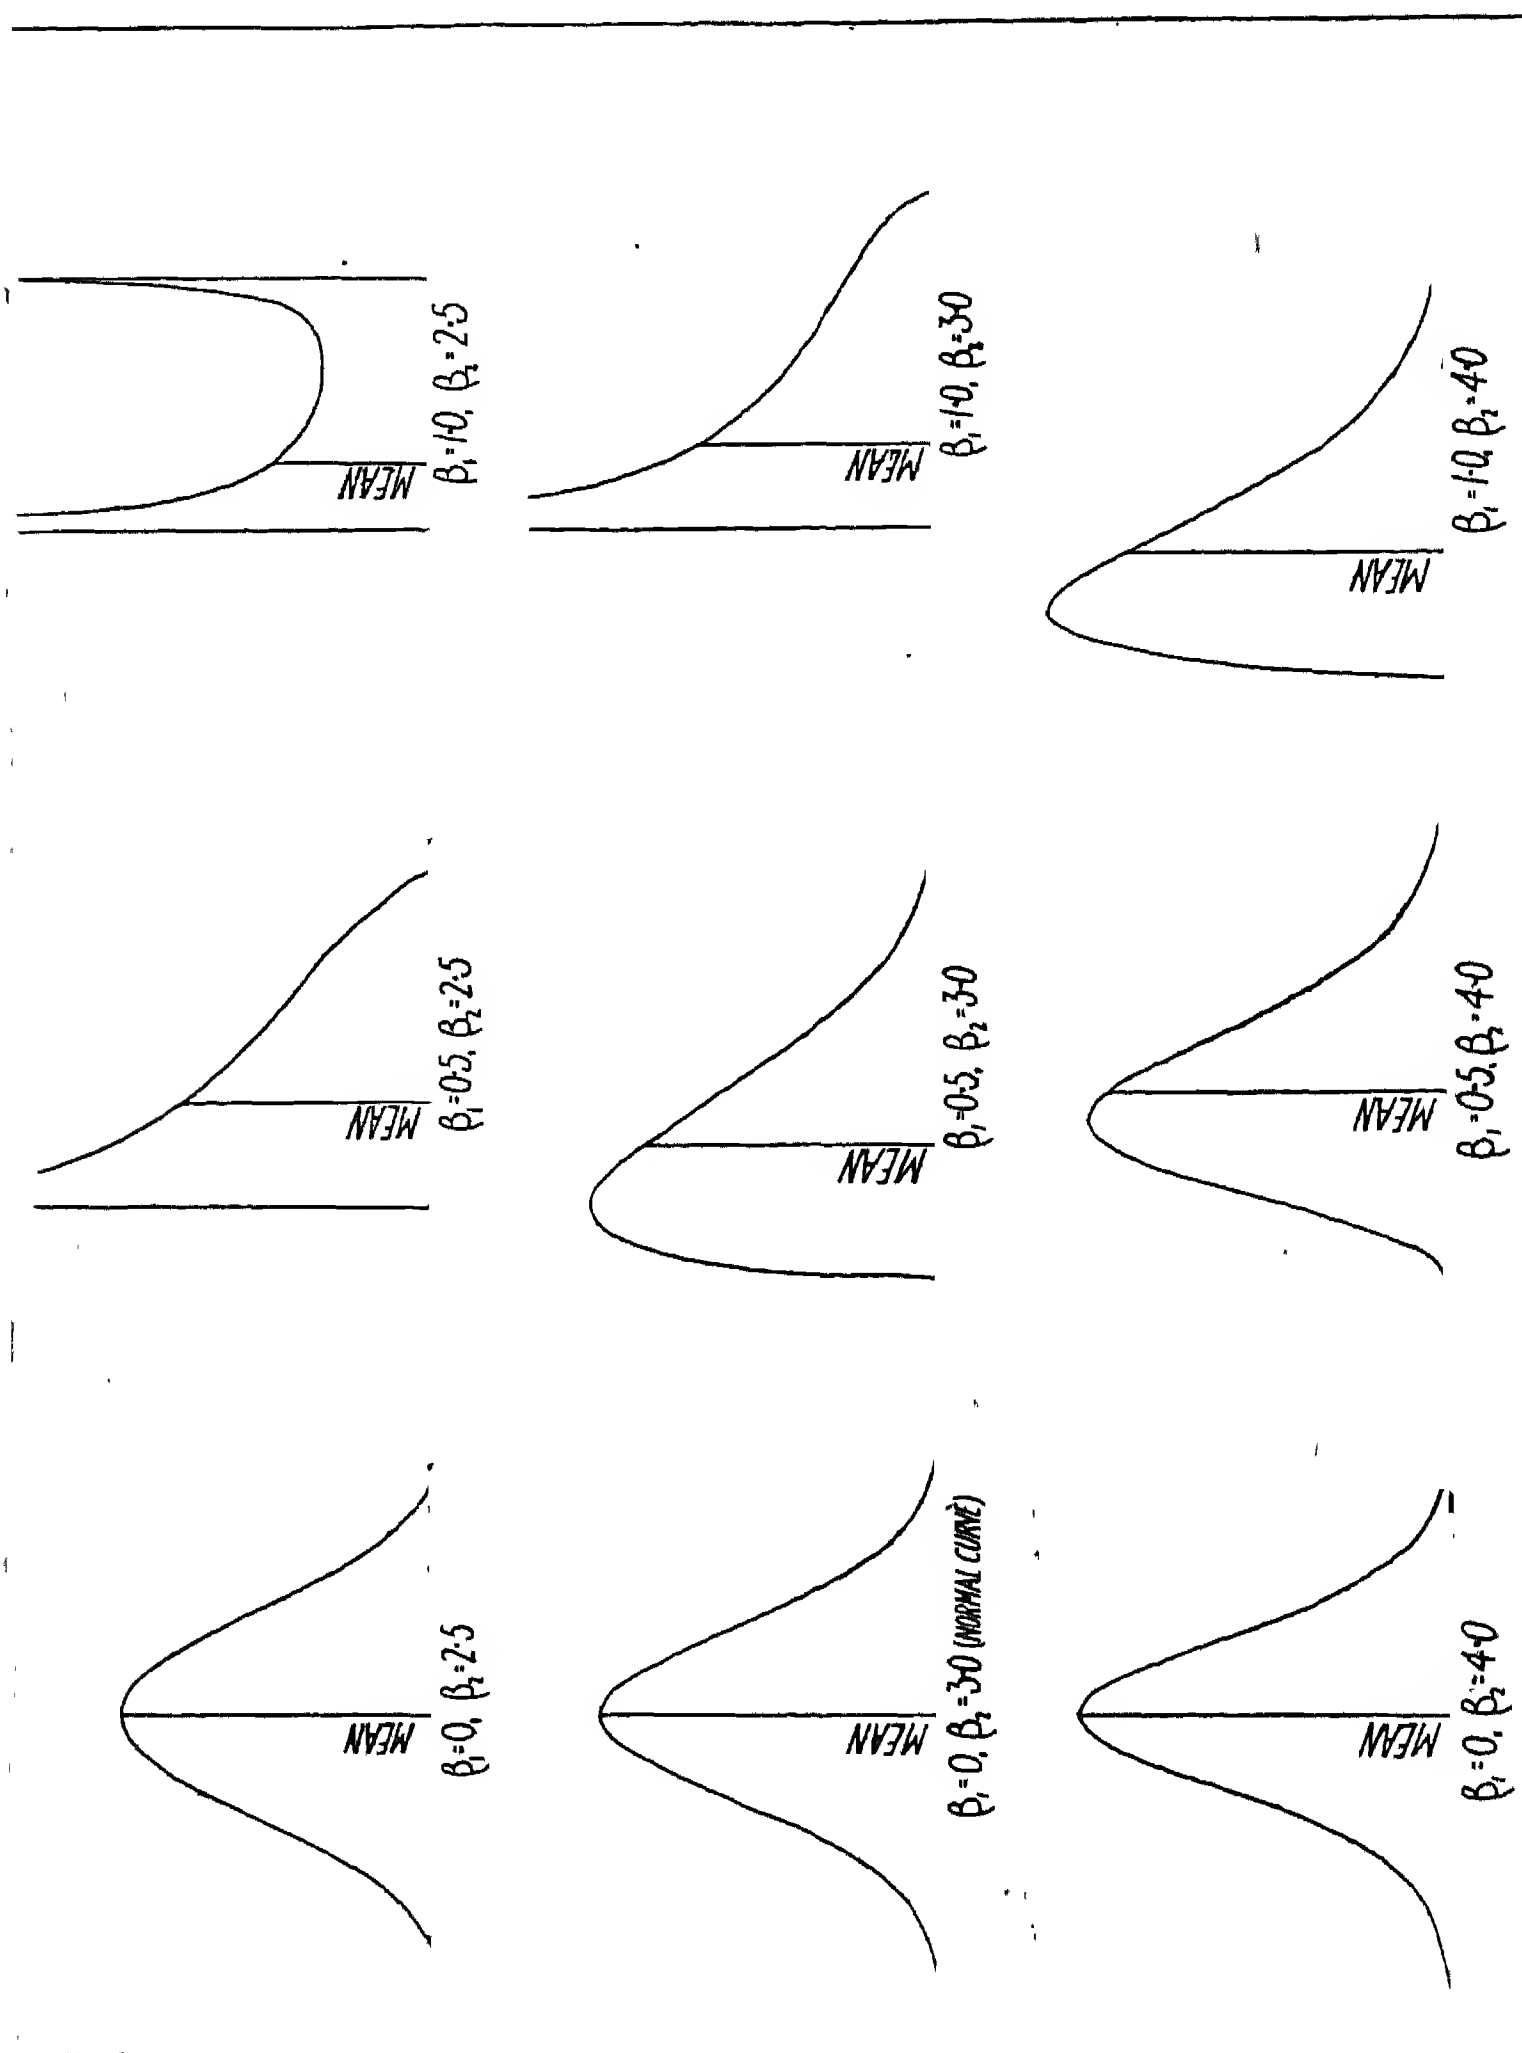 MEAN
β₁=0, β₂=2·5
MEAN
β₁=0·5, β₂=2·5
MEAN
β₁=1·0, β₂=2·5
MEAN
β₁=0, β₂=3·0 (NORMAL CURVE)
MEAN
β₁=0·5, β₂=3·0
MEAN
β₁=1·0, β₂=3·0
MEAN
β₁=0, β₂=4·0
MEAN
β₁=0·5, β₂=4·0
MEAN
β₁=1·0, β₂=4·0